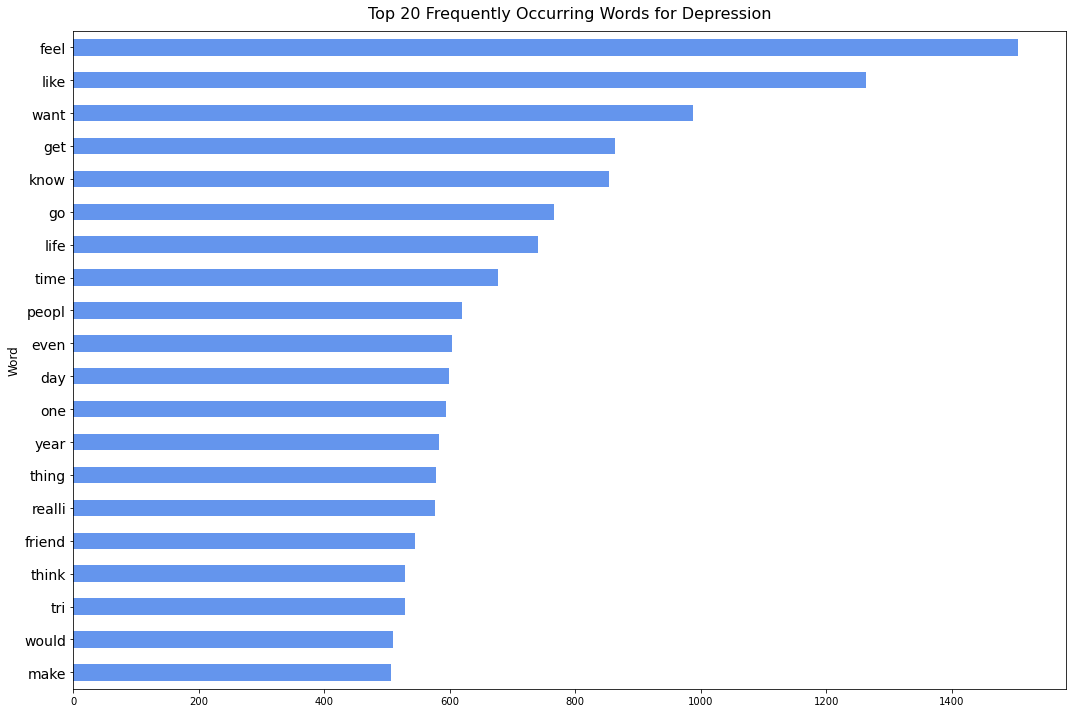 Top 20 Frequently Occurring Words for Depression
Word
feel
like
want
get
know
go
life
time
peopl
even
day
one
year
thing
realli
friend
think
tri
would
make
0 200 400 600 800 1000 1200 1400